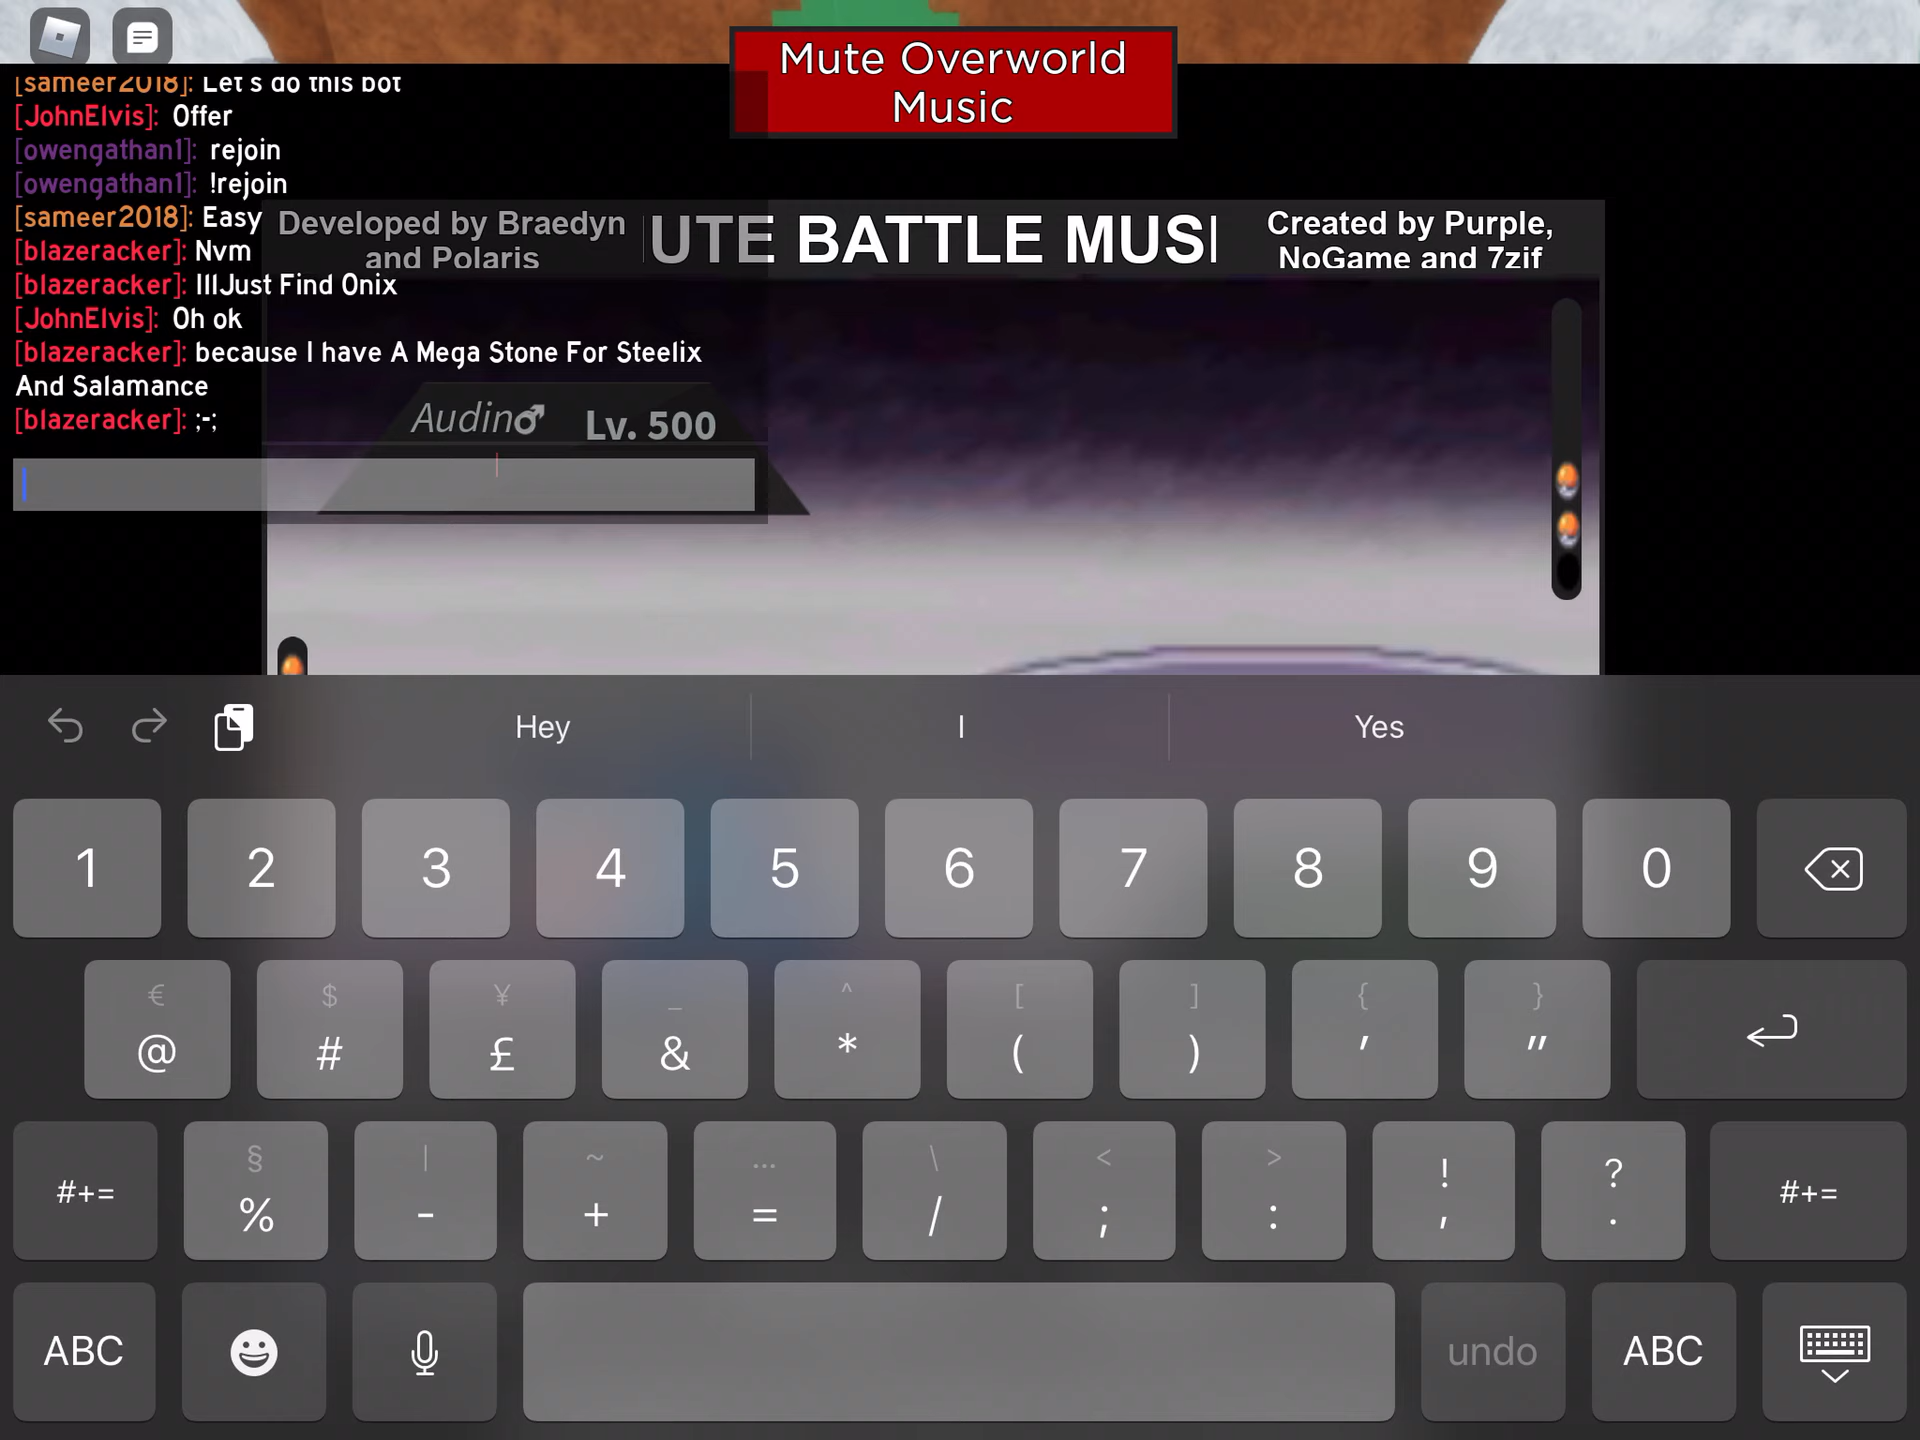 Mute Overworld
Music
[sameer2018]: Let's do this bot
[JohnElvis]: Offer
[owengathan1]: rejoin
[owengathan1]: !rejoin
[sameer2018]: Easy
[blazeracker]: Nvm
[blazeracker]: IllJust Find Onix
[JohnElvis]: Oh ok
[blazeracker]: because I have A Mega Stone For Steelix
And Salamance
[blazeracker]: ;-;
Developed by Braedyn
and Polaris
UTE BATTLE MUSI
Created by Purple,
NoGame and 7zif
Audin♂ Lv. 500
Hey I Yes
1 2 3 4 5 6 7 8 9 0
€ $ ¥ _ ^ [ ] { }
@ # £ & * ( ) ' "
§ | ~ … \ < > ! ?
#+= % - + = / ; : , . #+=
ABC undo ABC